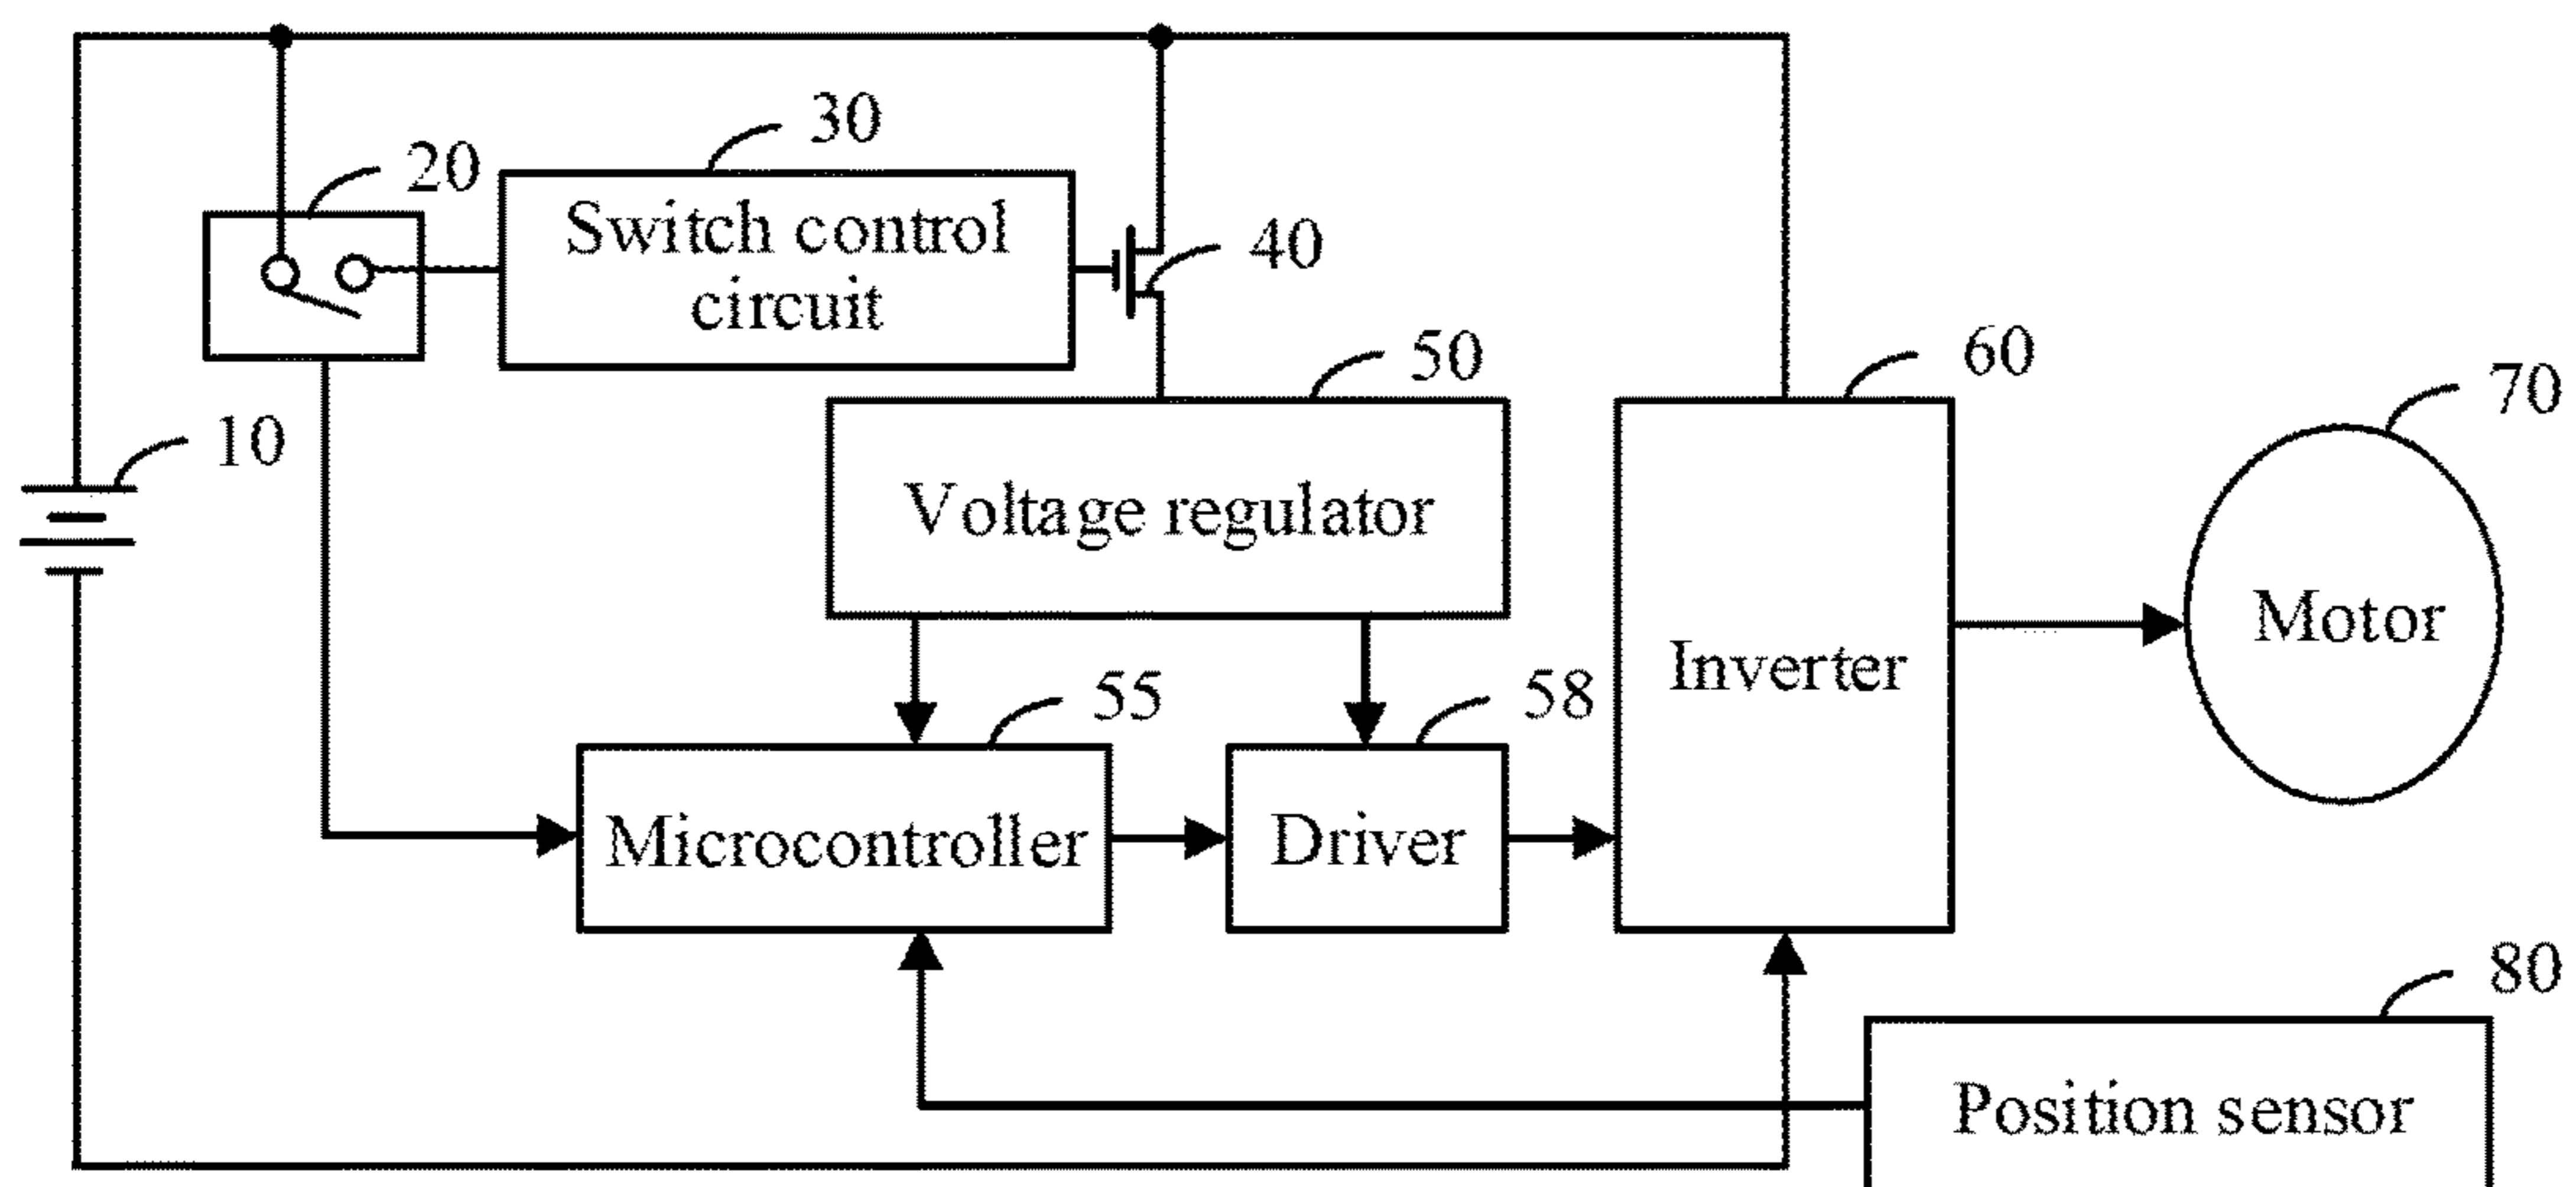 30
20
Switch control
circuit
40
50
60
70
10
Voltage regulator
Motor
Inverter
55
58
Microcontroller
Driver
80
Position sensor